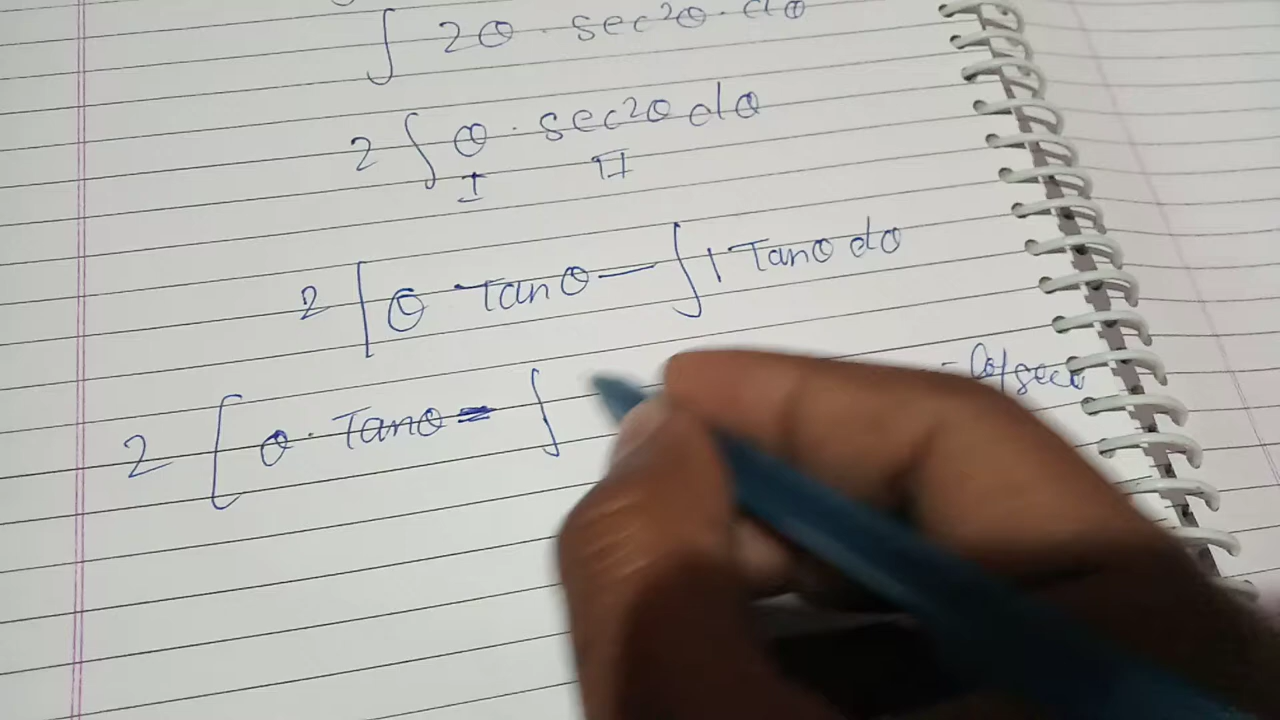 ∫ 2θ · sec²θ · dθ
2 ∫ θ · sec²θ dθ
I II
2 [ θ Tanθ — ∫ 1 Tanθ dθ
2 [ θ · Tanθ - ∫